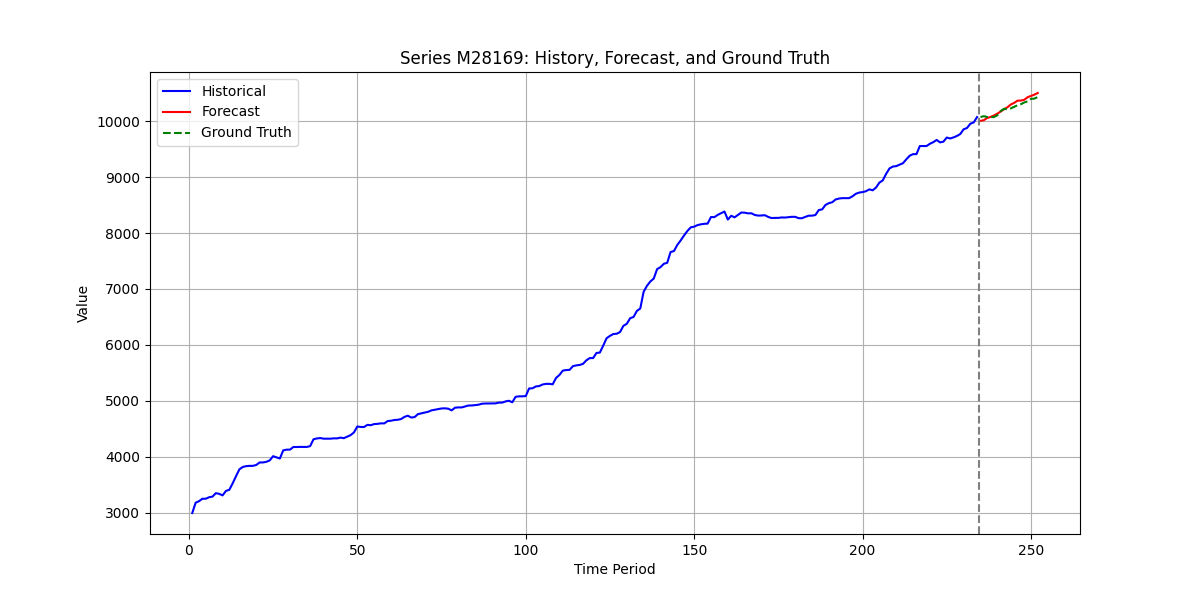 Series M28169: History, Forecast, and Ground Truth
Historical
Forecast
Ground Truth
10000
9000
8000
7000
6000
5000
4000
3000
Value
0 50 100 150 200 250
Time Period